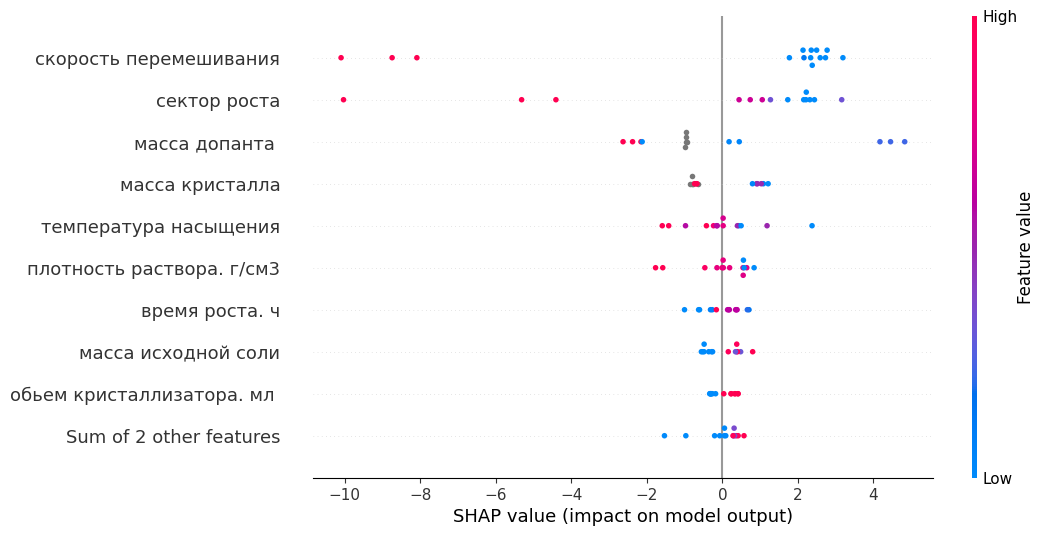 High
скорость перемешивания
сектор роста
масса допанта
масса кристалла
температура насыщения
плотность раствора. г/см3
время роста. ч
масса исходной соли
обьем кристаллизатора. мл
Sum of 2 other features
Feature value
Low
−10 −8 −6 −4 −2 0 2 4
SHAP value (impact on model output)